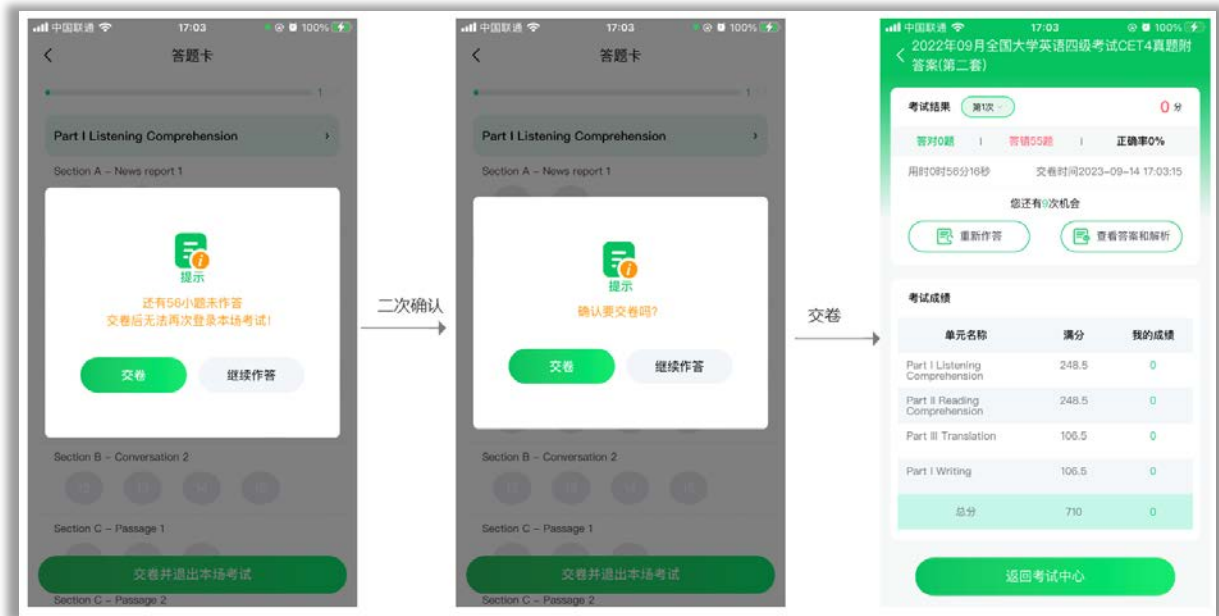 中国联通
17:03
100%
答题卡
1
Part I Listening Comprehension
Section A – News report 1
提示
还有56小题未作答
交卷后无法再次登录本场考试!
交卷
继续作答
Section B – Conversation 2
12
13
14
15
Section C – Passage 1
交卷并退出本场考试
Section C – Passage 2
二次确认
中国联通
17:03
100%
答题卡
1
Part I Listening Comprehension
Section A – News report 1
提示
确认要交卷吗?
交卷
继续作答
Section B – Conversation 2
12
13
14
15
Section C – Passage 1
交卷并退出本场考试
Section C – Passage 2
交卷
中国联通
17:03
100%
2022年09月全国大学英语四级考试CET4真题附
答案(第二套)
考试结果
第1次
0 分
答对0题
答错55题
正确率0%
用时0时56分16秒
交卷时间2023–09–14 17:03:15
您还有9次机会
重新作答
查看答案和解析
考试成绩
单元名称 满分 我的成绩
Part I Listening
Comprehension
248.5 0
Part II Reading
Comprehension
248.5 0
Part III Translation 106.5 0
Part I Writing 106.5 0
总分 710 0
返回考试中心